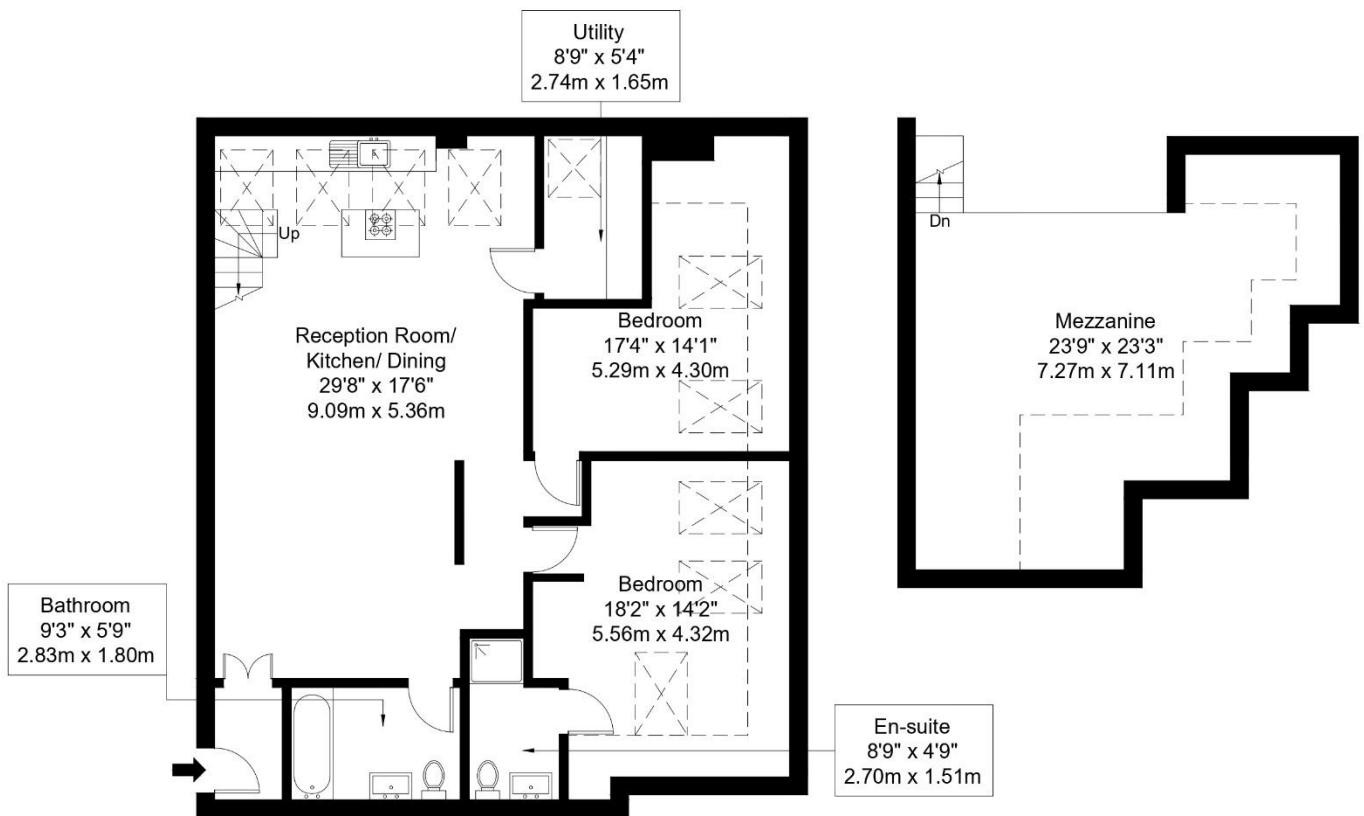 Utility
8'9" x 5'4"
2.74m x 1.65m
Up
Reception Room/
Kitchen/ Dining
29'8" x 17'6"
9.09m x 5.36m
Bedroom
17'4" x 14'1"
5.29m x 4.30m
Dn
Mezzanine
23'9" x 23'3"
7.27m x 7.11m
Bathroom
9'3" x 5'9"
2.83m x 1.80m
Bedroom
18'2" x 14'2"
5.56m x 4.32m
En-suite
8'9" x 4'9"
2.70m x 1.51m